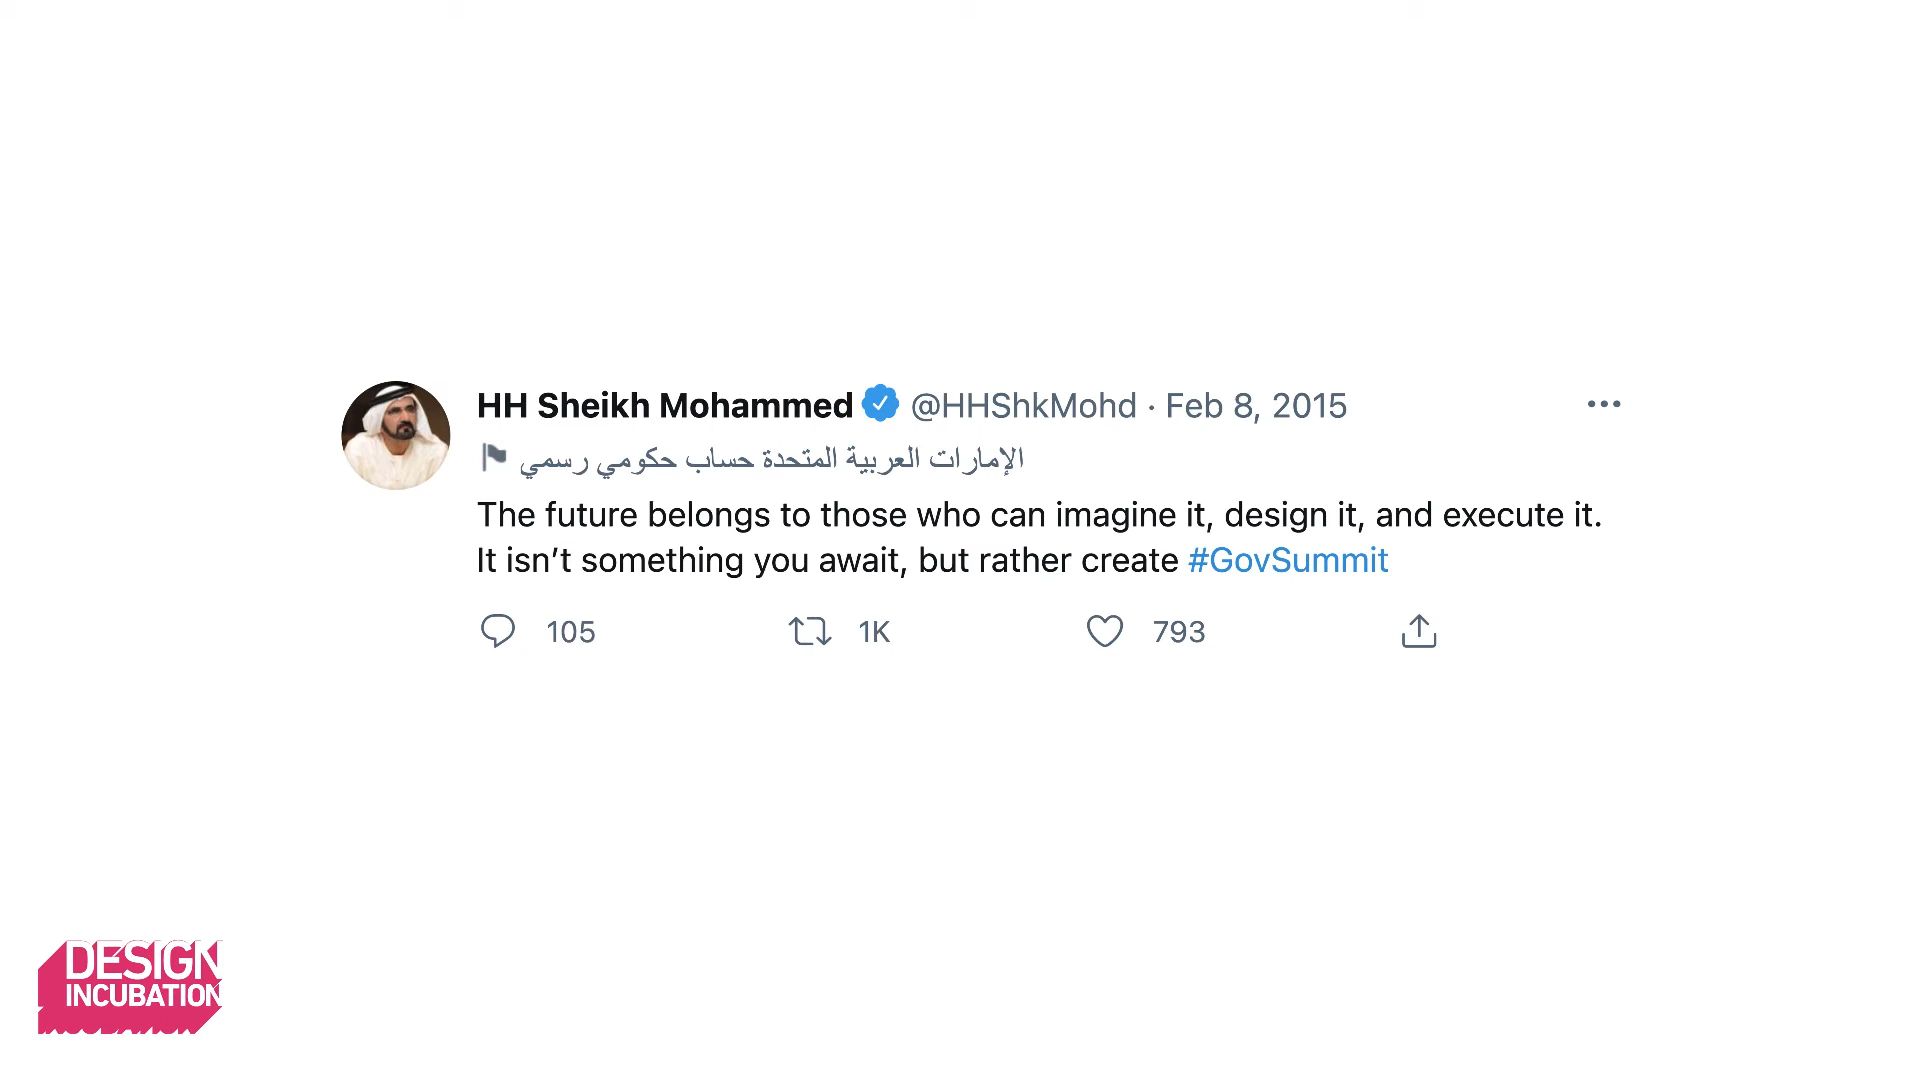 HH Sheikh Mohammed @HHShkMohd · Feb 8, 2015
الإمارات العربية المتحدة حساب حكومي رسمي
The future belongs to those who can imagine it, design it, and execute it.
It isn’t something you await, but rather create #GovSummit
105 1K 793
DESIGN
INCUBATION